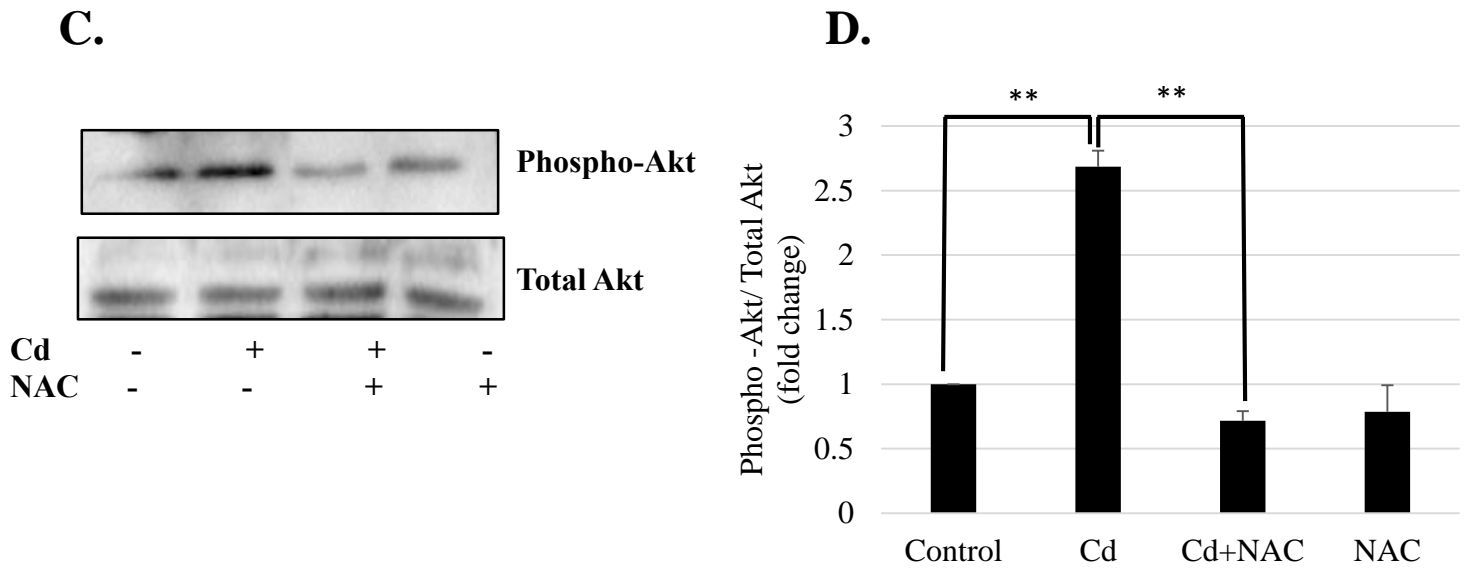 C.
Phospho-Akt
Total Akt
Cd - + + -
NAC - - + +
D.
** **
Phospho -Akt/ Total Akt
(fold change)
3
2.5
2
1.5
1
0.5
0
Control Cd Cd+NAC NAC